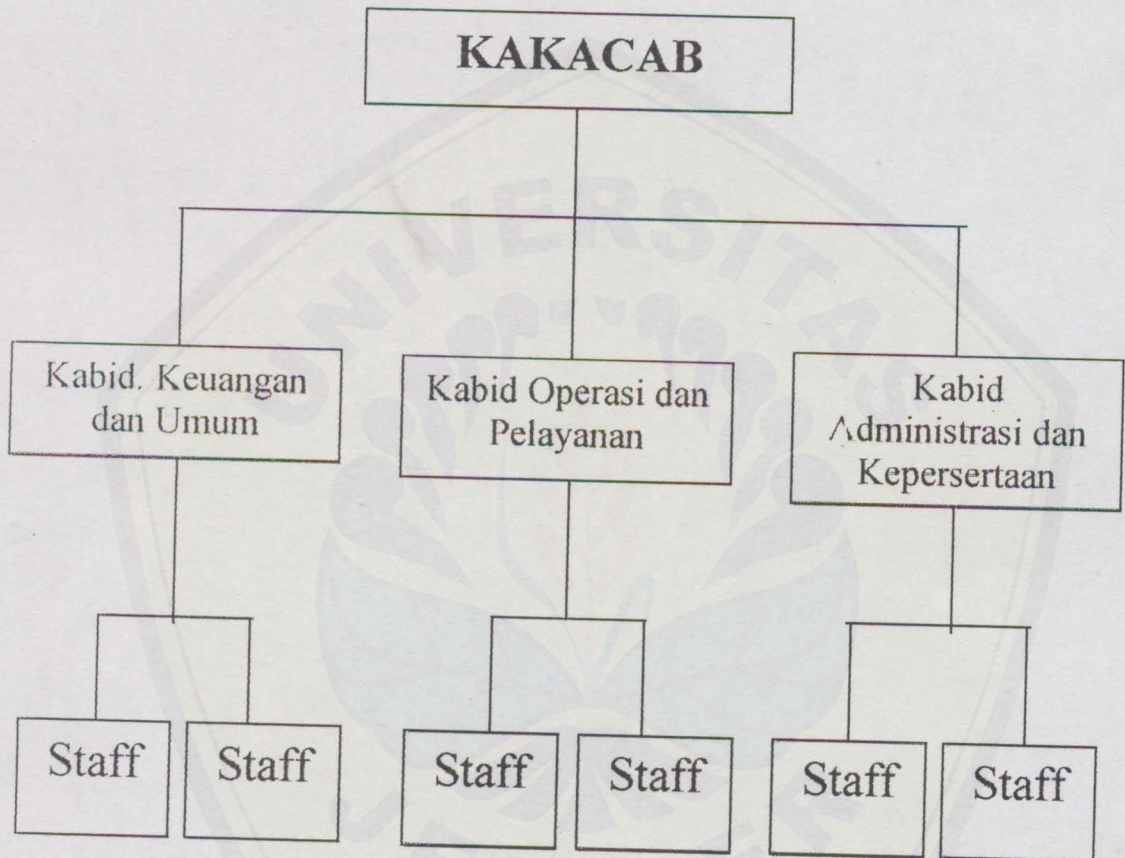 KAKACAB
Kabid. Keuangan
dan Umum
Kabid Operasi dan
Pelayanan
Kabid
Administrasi dan
Kepersertaan
Staff
Staff
Staff
Staff
Staff
Staff
UNIVERSITAS